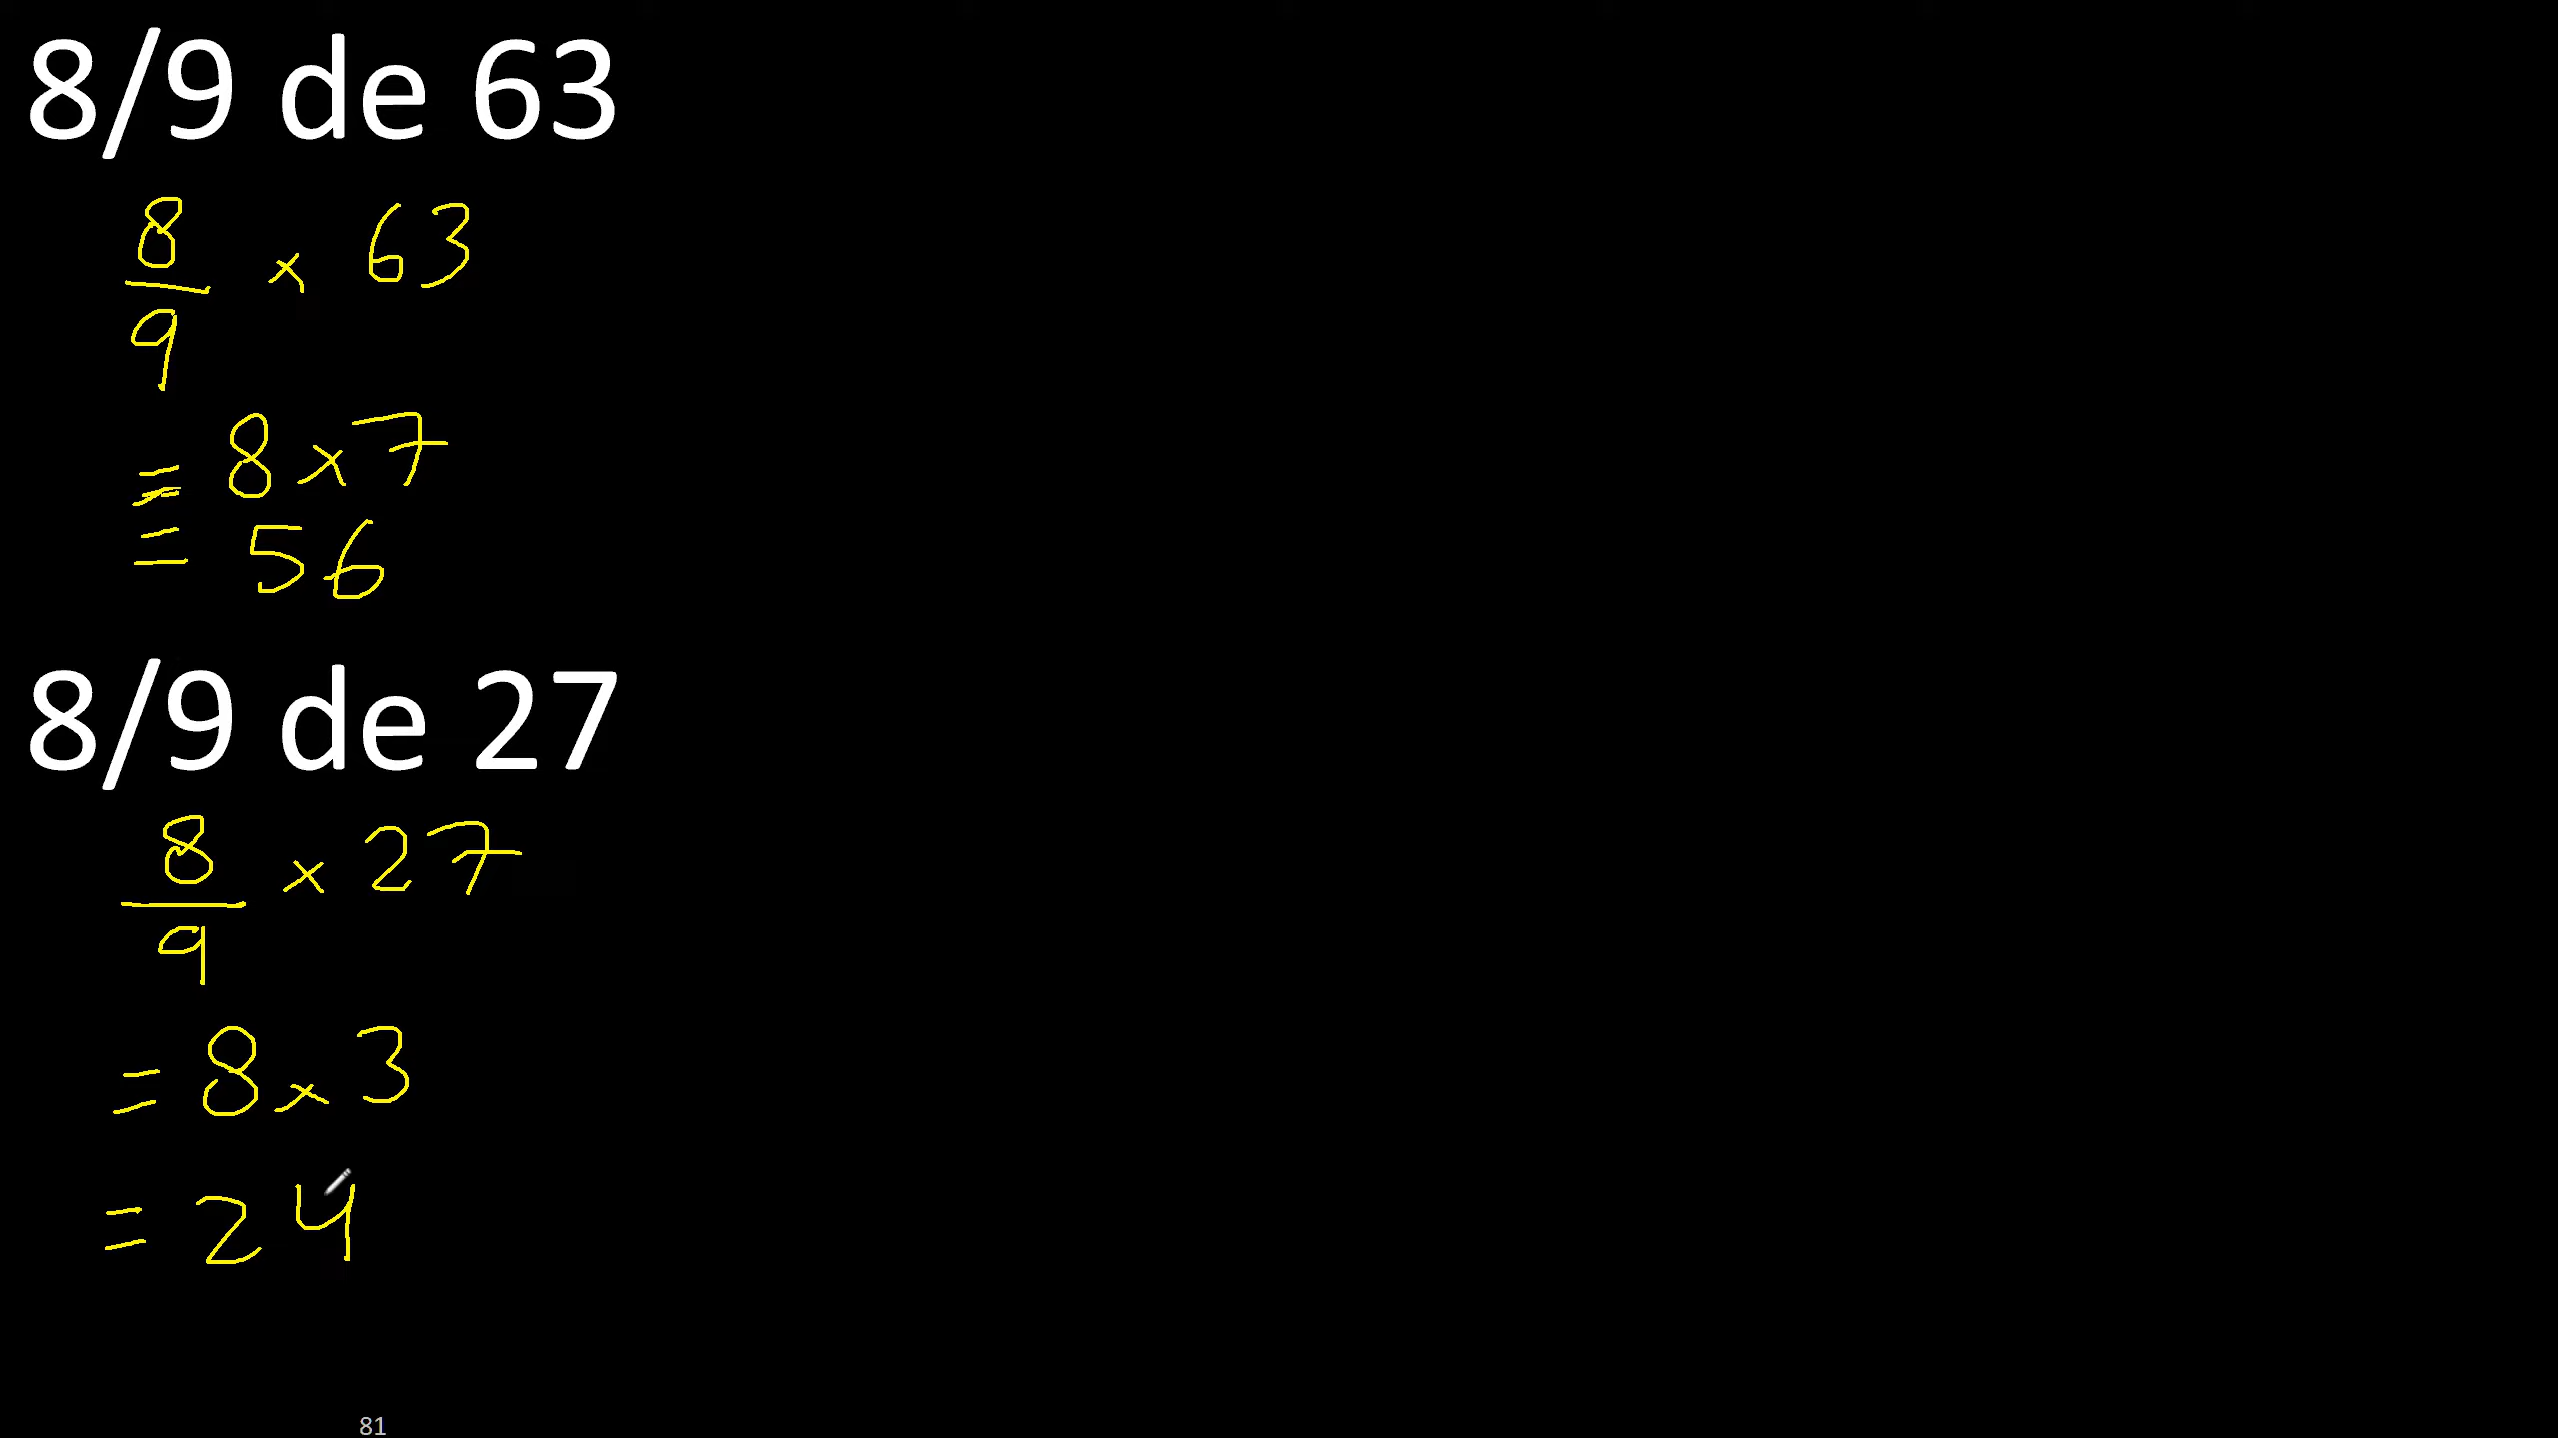 8/9 de 63
8
× 63
9
= 8 × 7
= 56
8/9 de 27
8
× 27
9
= 8 × 3
= 24
81